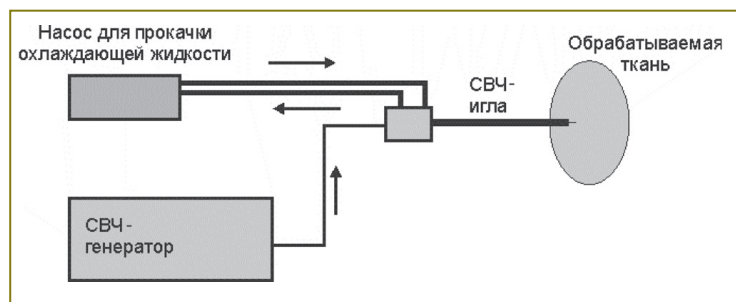 Насос для прокачки
охлаждающей жидкости
Обрабатываемая
ткань
СВЧ-
игла
СВЧ-
генератор